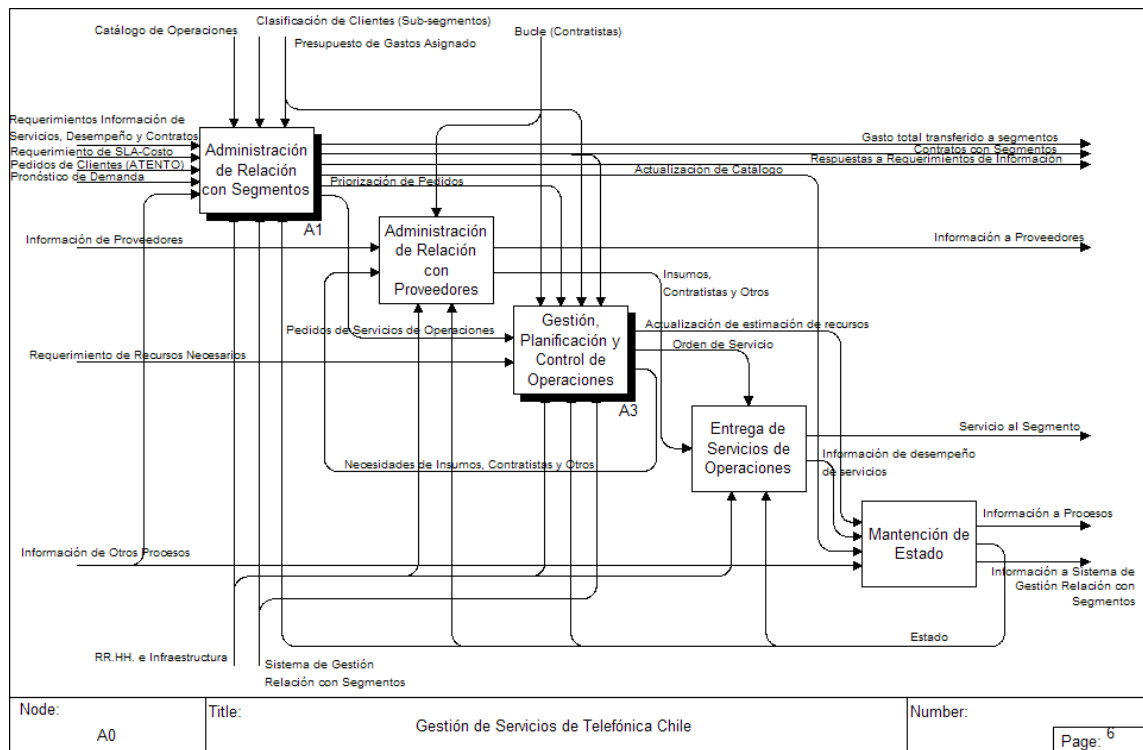 Clasificación de Clientes (Sub-segmentos)
Catálogo de Operaciones
Presupuesto de Gastos Asignado
Bucle (Contratistas)
Requerimientos Información de
Servicios, Desempeño y Contratos
Requerimiento de SLA-Costo
Pedidos de Clientes (ATENTO)
Pronóstico de Demanda
Administración
de Relación
con Segmentos
A1
Gasto total transferido a segmentos
Contratos con Segmentos
Respuestas a Requerimientos de Información
Actualización de Catálogo
Priorización de Pedidos
Información de Proveedores
Administración
de Relación
con
Proveedores
Información a Proveedores
Insumos,
Contratistas y Otros
Pedidos de Servicios de Operaciones
Requerimiento de Recursos Necesarios
Gestión,
Planificación y
Control de
Operaciones
A3
Actualización de estimación de recursos
Orden de Servicio
Necesidades de Insumos, Contratistas y Otros
Entrega de
Servicios de
Operaciones
Servicio al Segmento
Información de desempeño
de servicios
Mantención de
Estado
Información a Procesos
Información de Otros Procesos
Información a Sistema de
Gestión Relación con
Segmentos
Estado
RR.HH. e Infraestructura
Sistema de Gestión
Relación con Segmentos
Node:
A0
Title:
Gestión de Servicios de Telefónica Chile
Number:
Page: 6